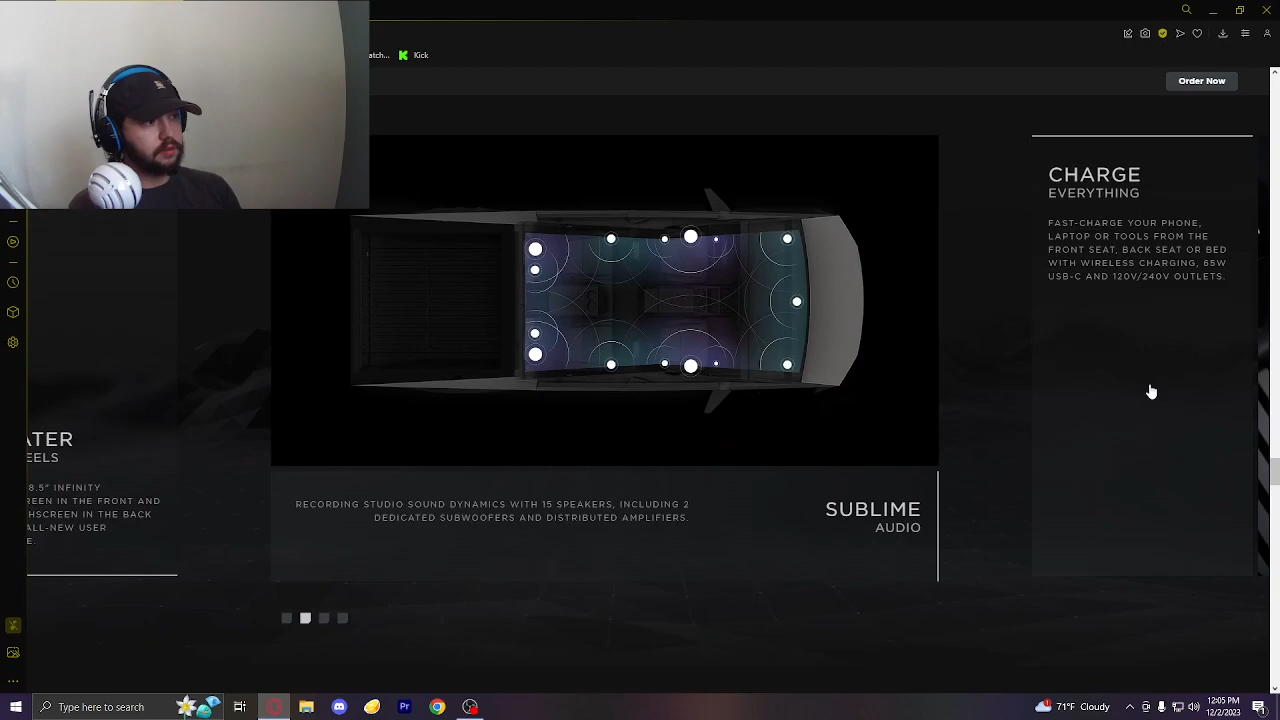 atch...
Kick
Order Now
CHARGE
EVERYTHING
FAST-CHARGE YOUR PHONE,
LAPTOP OR TOOLS FROM THE
FRONT SEAT, BACK SEAT OR BED
WITH WIRELESS CHARGING, 65W
USB-C AND 120V/240V OUTLETS.
ATER
EELS
8.5" INFINITY
REEN IN THE FRONT AND
HSCREEN IN THE BACK
ALL-NEW USER
E.
RECORDING STUDIO SOUND DYNAMICS WITH 15 SPEAKERS, INCLUDING 2
DEDICATED SUBWOOFERS AND DISTRIBUTED AMPLIFIERS.
SUBLIME
AUDIO
Type here to search
Pr
71°F Cloudy
12:05 PM
12/2/2023